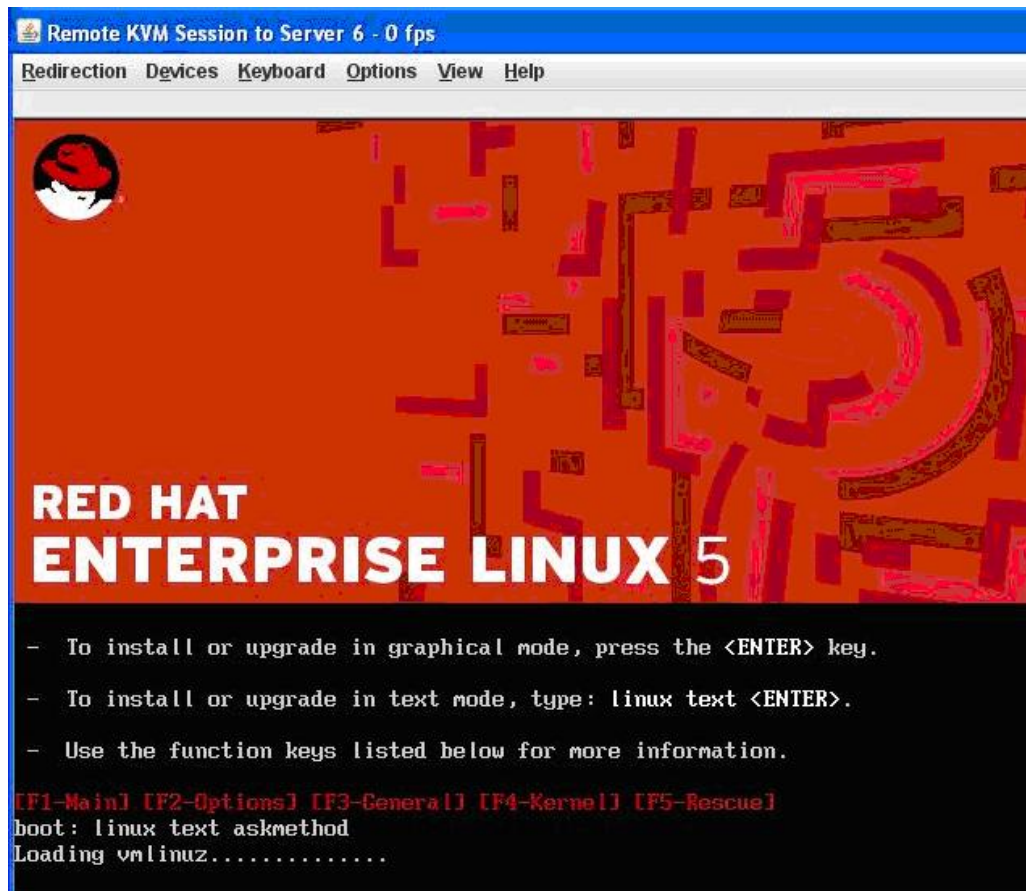 Remote KVM Session to Server 6 - 0 fps
Redirection Devices Keyboard Options View Help
RED HAT
ENTERPRISE LINUX 5
- To install or upgrade in graphical mode, press the <ENTER> key.
- To install or upgrade in text mode, type: linux text <ENTER>.
- Use the function keys listed below for more information.
[F1-Main] [F2-Options] [F3-General] [F4-Kernel] [F5-Rescue]
boot: linux text askmethod
Loading vmlinuz..............